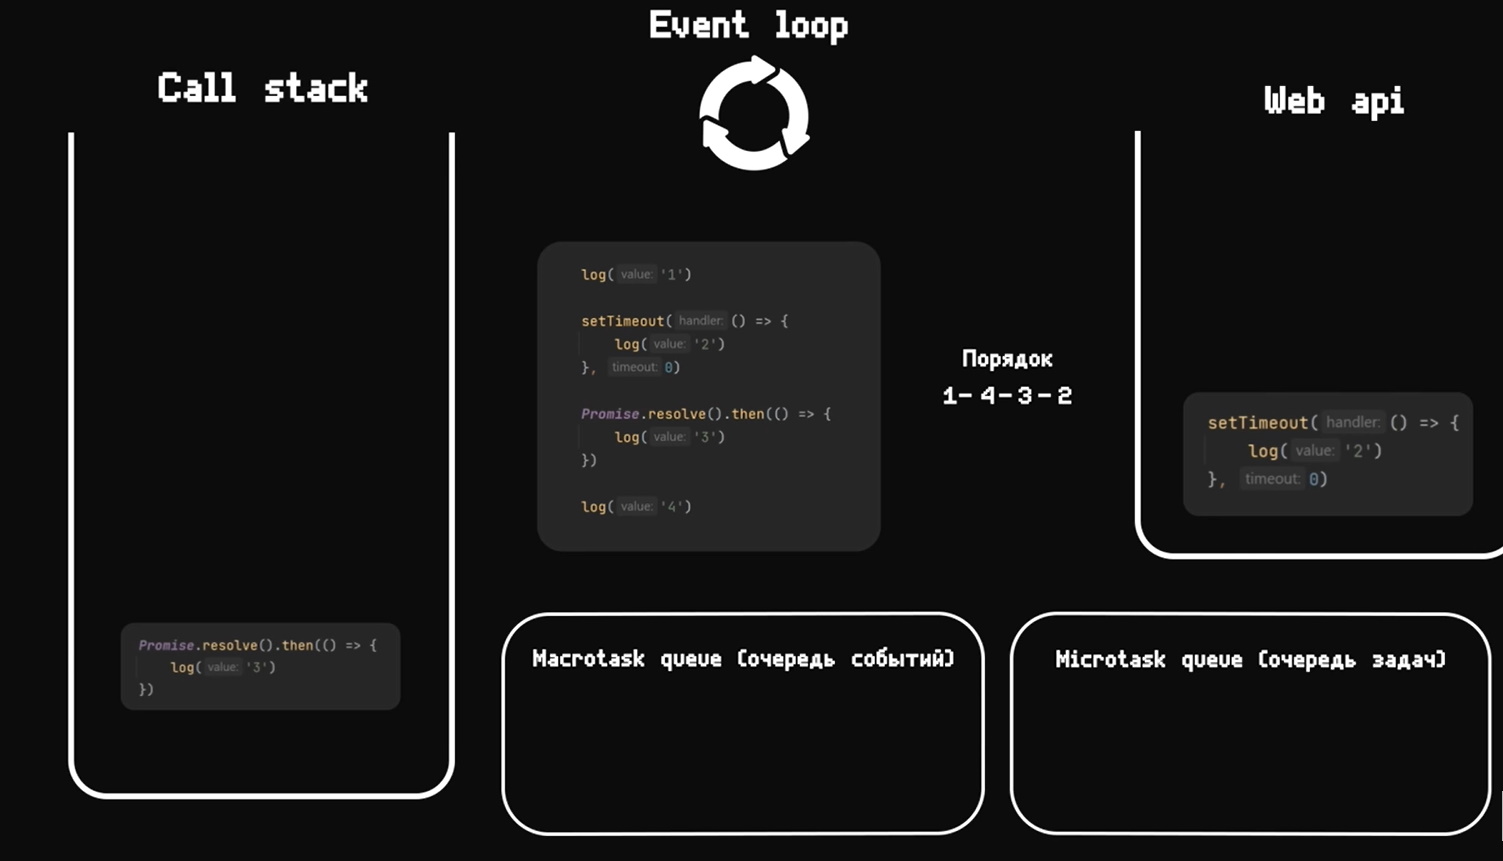 Event loop
Call stack
Web api
log( value: '1')
setTimeout( handler: () => {
log( value: '2')
}, timeout: 0)
Promise.resolve().then(() => {
log( value: '3')
})
log( value: '4')
Порядок
1- 4-3-2
setTimeout( handler: () => {
log( value: '2')
}, timeout: 0)
Promise.resolve().then(() => {
log( value: '3')
})
Macrotask queue (очередь событий)
Microtask queue (очередь задач)